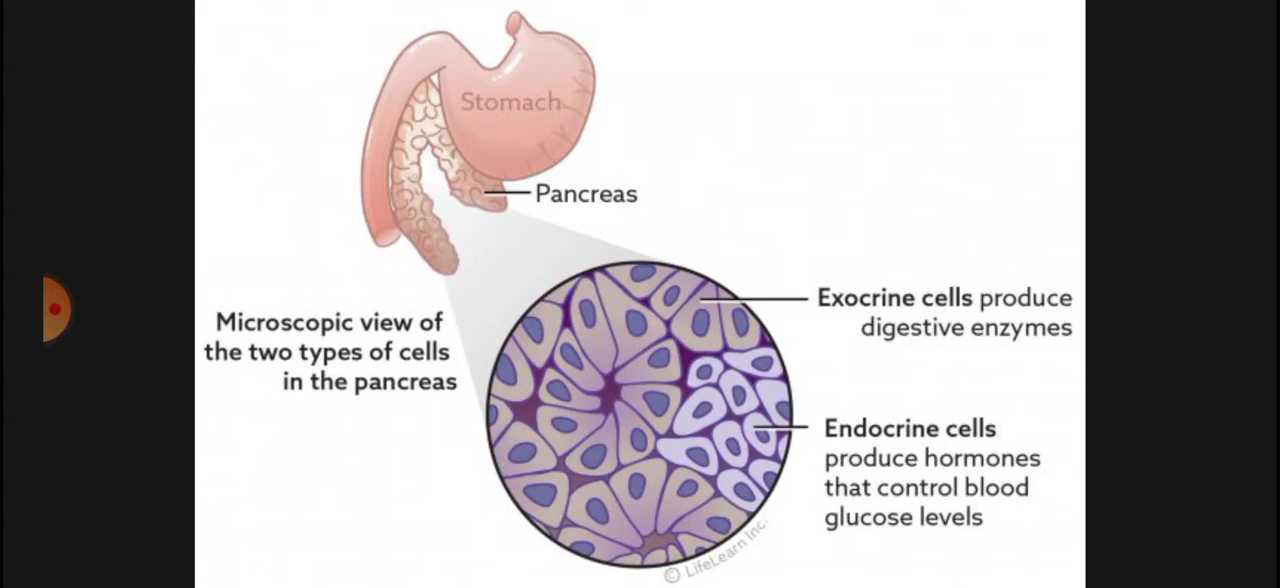 Stomach
Pancreas
Microscopic view of
the two types of cells
in the pancreas
Exocrine cells produce
digestive enzymes
Endocrine cells
produce hormones
that control blood
glucose levels
© LifeLearn Inc.